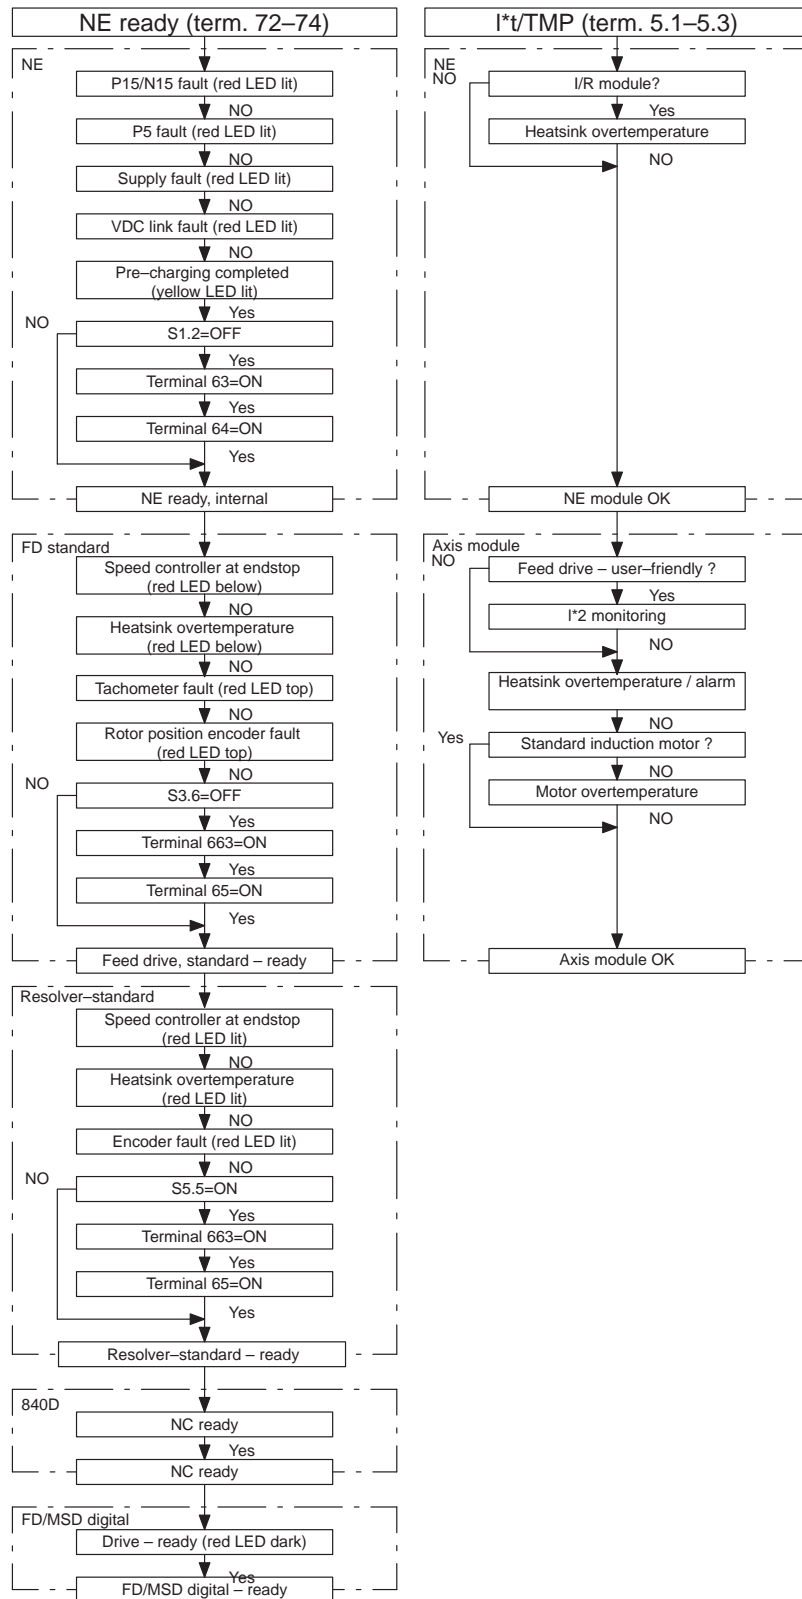 NE ready (term. 72–74)
NE
P15/N15 fault (red LED lit)
NO
P5 fault (red LED lit)
NO
Supply fault (red LED lit)
NO
VDC link fault (red LED lit)
NO
Pre–charging completed
(yellow LED lit)
Yes
NO
S1.2=OFF
Yes
Terminal 63=ON
Yes
Terminal 64=ON
Yes
NE ready, internal
FD standard
Speed controller at endstop
(red LED below)
NO
Heatsink overtemperature
(red LED below)
NO
Tachometer fault (red LED top)
NO
Rotor position encoder fault
(red LED top)
NO
NO
S3.6=OFF
Yes
Terminal 663=ON
Yes
Terminal 65=ON
Yes
Feed drive, standard – ready
Resolver–standard
Speed controller at endstop
(red LED lit)
NO
Heatsink overtemperature
(red LED lit)
NO
Encoder fault (red LED lit)
NO
NO
S5.5=ON
Yes
Terminal 663=ON
Yes
Terminal 65=ON
Yes
Resolver–standard – ready
840D
NC ready
Yes
NC ready
FD/MSD digital
Drive – ready (red LED dark)
Yes
FD/MSD digital – ready
I*t/TMP (term. 5.1–5.3)
NE
NO
I/R module?
Yes
Heatsink overtemperature
NO
NE module OK
Axis module
NO
Feed drive – user–friendly ?
Yes
I*2 monitoring
NO
Heatsink overtemperature / alarm
NO
Yes
Standard induction motor ?
NO
Motor overtemperature
NO
Axis module OK